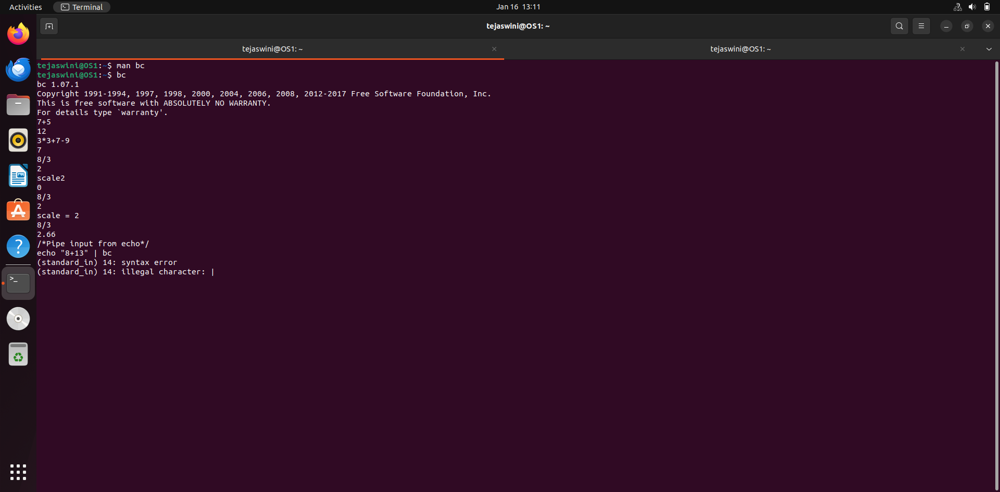 Activities
Terminal
Jan 16 13:11
tejaswini@OS1: ~
tejaswini@OS1: ~
tejaswini@OS1: ~
tejaswini@OS1:~$ man bc
tejaswini@OS1:~$ bc
bc 1.07.1
Copyright 1991-1994, 1997, 1998, 2000, 2004, 2006, 2008, 2012-2017 Free Software Foundation, Inc.
This is free software with ABSOLUTELY NO WARRANTY.
For details type `warranty'.
7+5
12
3*3+7-9
7
8/3
2
scale2
0
8/3
2
scale = 2
8/3
2.66
/*Pipe input from echo*/
echo "8+13" | bc
(standard_in) 14: syntax error
(standard_in) 14: illegal character: |